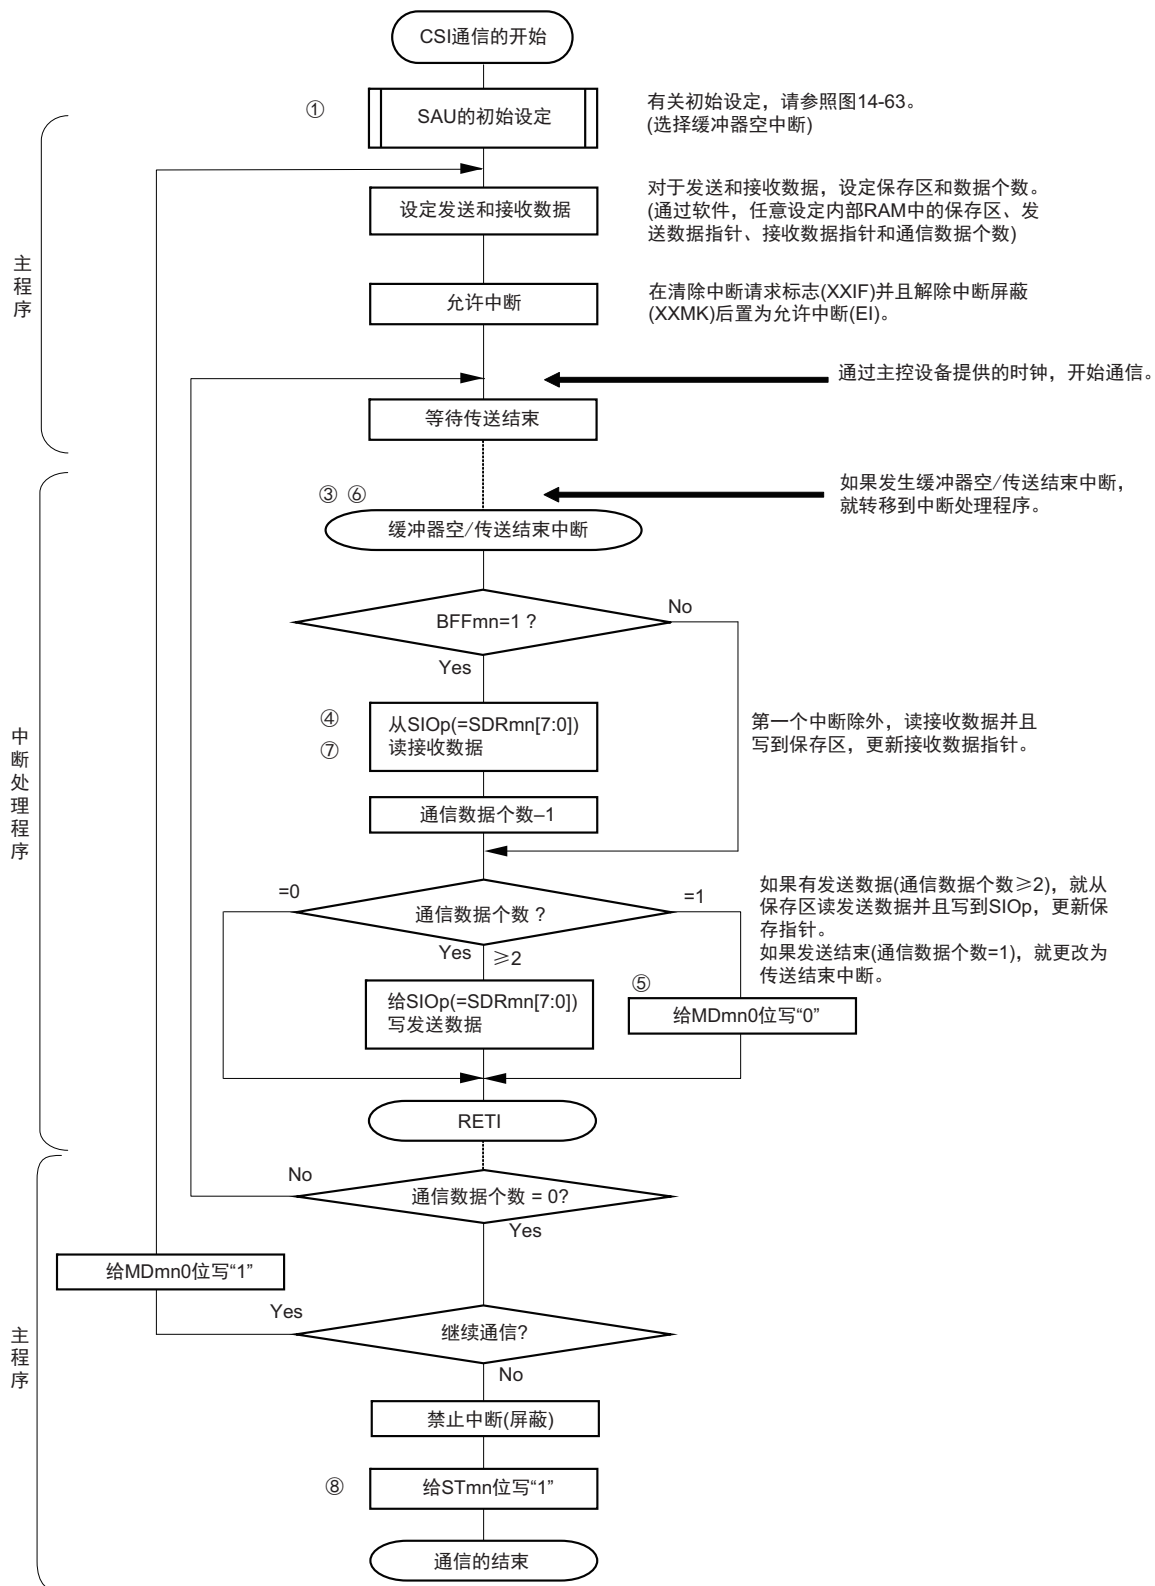 CSI通信的开始
①
SAU的初始设定
有关初始设定，请参照图14-63。
(选择缓冲器空中断)
设定发送和接收数据
对于发送和接收数据，设定保存区和数据个数。
(通过软件，任意设定内部RAM中的保存区、发
送数据指针、接收数据指针和通信数据个数)
主程序
允许中断
在清除中断请求标志(XXIF)并且解除中断屏蔽
(XXMK)后置为允许中断(EI)。
通过主控设备提供的时钟，开始通信。
等待传送结束
③ ⑥
如果发生缓冲器空/传送结束中断，
就转移到中断处理程序。
缓冲器空/传送结束中断
BFFmn=1 ?
No
Yes
④
⑦
从SIOp(=SDRmn[7:0])
读接收数据
第一个中断除外，读接收数据并且
写到保存区，更新接收数据指针。
中断处理程序
通信数据个数–1
=0
通信数据个数 ?
=1
Yes
≥2
如果有发送数据(通信数据个数≥2)，就从
保存区读发送数据并且写到SIOp，更新保
存指针。
如果发送结束(通信数据个数=1)，就更改为
传送结束中断。
给SIOp(=SDRmn[7:0])
写发送数据
⑤
给MDmn0位写“0”
RETI
No
通信数据个数 = 0?
Yes
给MDmn0位写“1”
Yes
继续通信?
No
主程序
禁止中断(屏蔽)
⑧
给STmn位写“1”
通信的结束